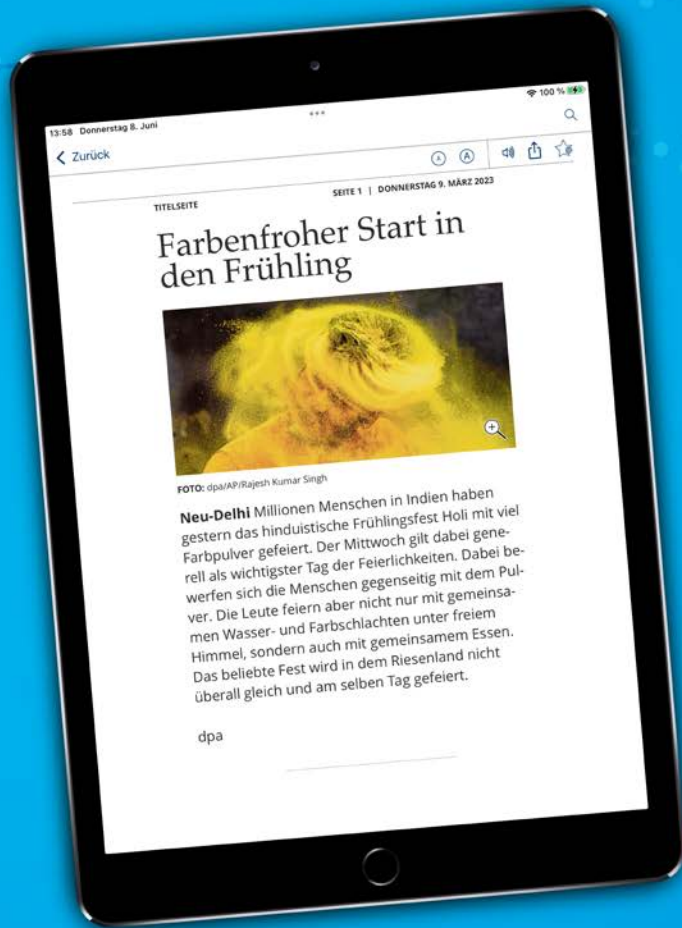 13:58 Donnerstag 8. Juni
100 %
Zurück
A A
TITELSEITE
SEITE 1 | DONNERSTAG 9. MÄRZ 2023
Farbenfroher Start in
den Frühling
FOTO: dpa/AP/Rajesh Kumar Singh
Neu-Delhi Millionen Menschen in Indien haben
gestern das hinduistische Frühlingsfest Holi mit viel
Farbpulver gefeiert. Der Mittwoch gilt dabei gene-
rell als wichtigster Tag der Feierlichkeiten. Dabei be-
werfen sich die Menschen gegenseitig mit dem Pul-
ver. Die Leute feiern aber nicht nur mit gemeinsa-
men Wasser- und Farbschlachten unter freiem
Himmel, sondern auch mit gemeinsamem Essen.
Das beliebte Fest wird in dem Riesenland nicht
überall gleich und am selben Tag gefeiert.
dpa